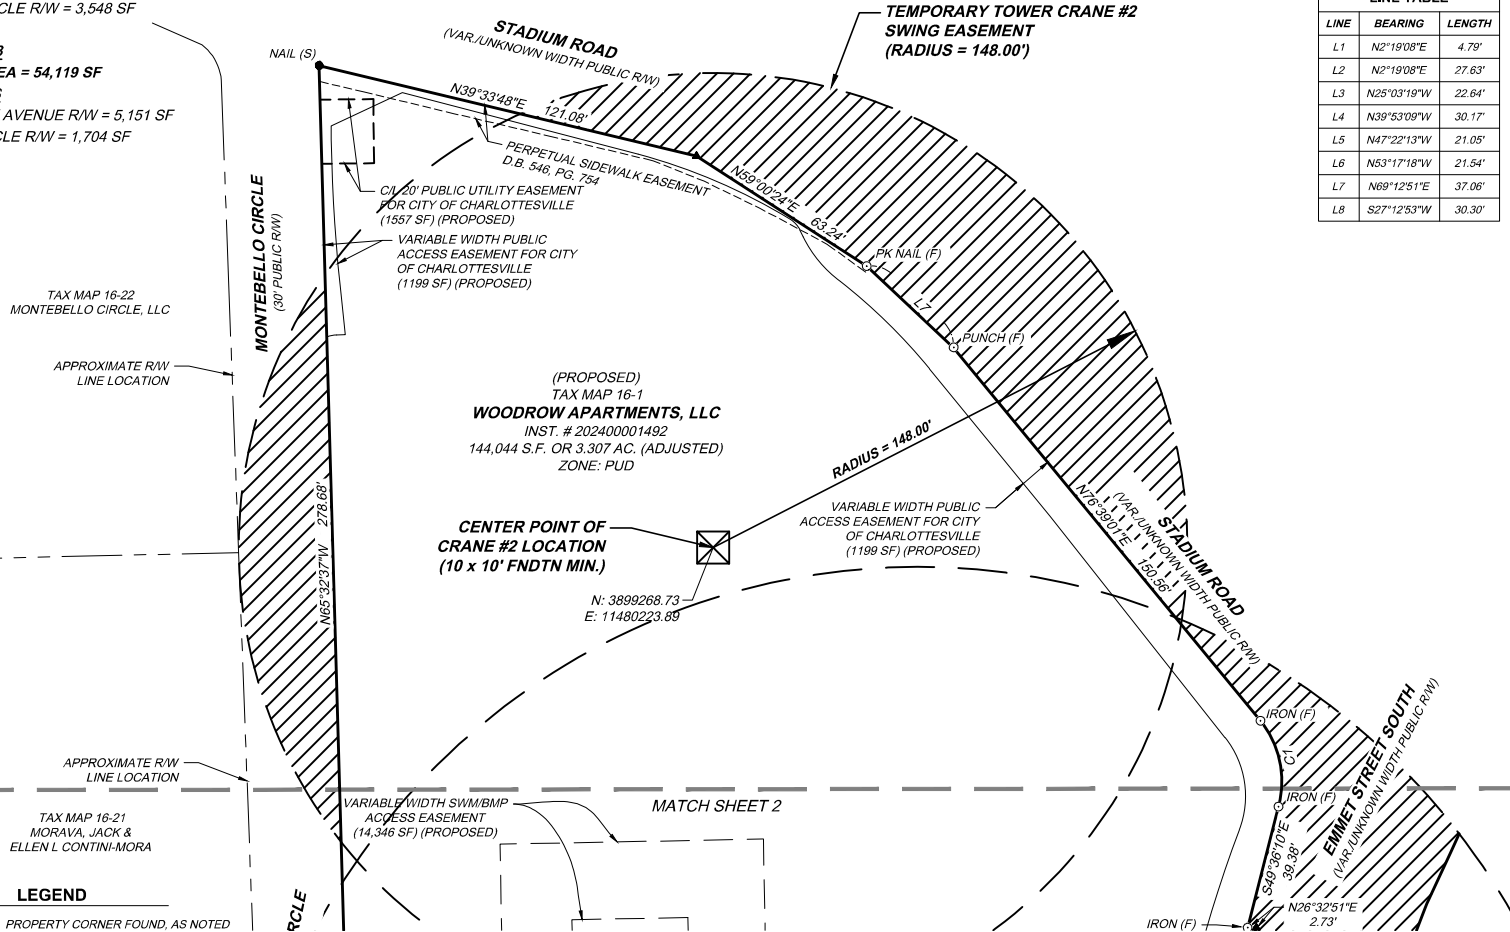 CLE R/W = 3,548 SF
B
EA = 54,119 SF
AVENUE R/W = 5,151 SF
CLE R/W = 1,704 SF
NAIL (S)
STADIUM ROAD
(VAR./UNKNOWN WIDTH PUBLIC R/W)
TEMPORARY TOWER CRANE #2
SWING EASEMENT
(RADIUS = 148.00')
LINE TABLE
LINE BEARING LENGTH
L1 N2°19'08"E 4.79'
L2 N2°19'08"E 27.63'
L3 N25°03'19"W 22.64'
L4 N39°53'09"W 30.17'
L5 N47°22'13"W 21.05'
L6 N53°17'18"W 21.54'
L7 N69°12'51"E 37.06'
L8 S27°12'53"W 30.30'
N39°33'48"E 121.08'
PERPETUAL SIDEWALK EASEMENT
D.B. 546, PG. 754
C/L 20' PUBLIC UTILITY EASEMENT
FOR CITY OF CHARLOTTESVILLE
(1557 SF) (PROPOSED)
N59°00'24"E 63.24'
PK NAIL (F)
MONTEBELLO CIRCLE
(30' PUBLIC R/W)
VARIABLE WIDTH PUBLIC
ACCESS EASEMENT FOR CITY
OF CHARLOTTESVILLE
(1199 SF) (PROPOSED)
L7
PUNCH (F)
TAX MAP 16-22
MONTEBELLO CIRCLE, LLC
APPROXIMATE R/W
LINE LOCATION
(PROPOSED)
TAX MAP 16-1
WOODROW APARTMENTS, LLC
INST. # 202400001492
144,044 S.F. OR 3.307 AC. (ADJUSTED)
ZONE: PUD
RADIUS = 148.00'
N65°32'37"W 278.68'
VARIABLE WIDTH PUBLIC
ACCESS EASEMENT FOR CITY
OF CHARLOTTESVILLE
(1199 SF) (PROPOSED)
N76°39'01"E 150.56'
STADIUM ROAD
(VAR./UNKNOWN WIDTH PUBLIC R/W)
CENTER POINT OF
CRANE #2 LOCATION
(10 x 10' FNDTN MIN.)
N: 3899268.73
E: 11480223.89
IRON (F)
C1
EMMET STREET SOUTH
(VAR./UNKNOWN WIDTH PUBLIC R/W)
APPROXIMATE R/W
LINE LOCATION
IRON (F)
MATCH SHEET 2
VARIABLE WIDTH SWM/BMP
ACCESS EASEMENT
(14,346 SF) (PROPOSED)
TAX MAP 16-21
MORAVA, JACK &
ELLEN L CONTINI-MORA
S49°36'10"E
39.38'
LEGEND
PROPERTY CORNER FOUND, AS NOTED
IRCLE
N26°32'51"E
2.73'
IRON (F)